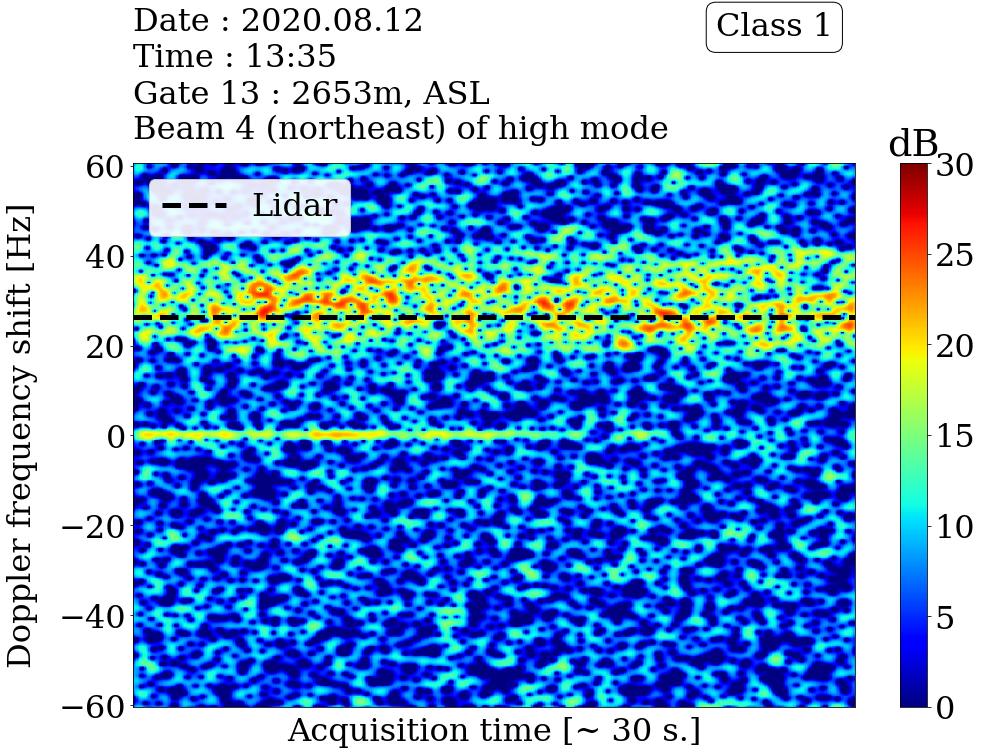 Date : 2020.08.12
Time : 13:35
Gate 13 : 2653m, ASL
Beam 4 (northeast) of high mode
Class 1
dB
Lidar
Doppler frequency shift [Hz]
60
40
20
0
−20
−40
−60
30
25
20
15
10
5
0
Acquisition time [~ 30 s.]